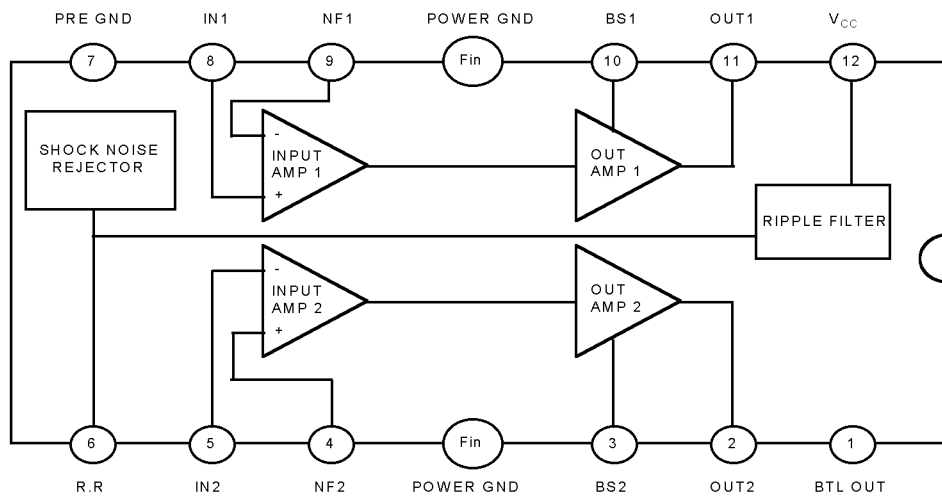 PRE GND IN1 NF1 POWER GND BS1 OUT1 VCC
7 8 9 Fin 10 11 12
SHOCK NOISE
REJECTOR
-
INPUT
AMP 1
+
OUT
AMP 1
RIPPLE FILTER
-
INPUT
AMP 2
+
OUT
AMP 2
6 5 4 Fin 3 2 1
R.R IN2 NF2 POWER GND BS2 OUT2 BTL OUT